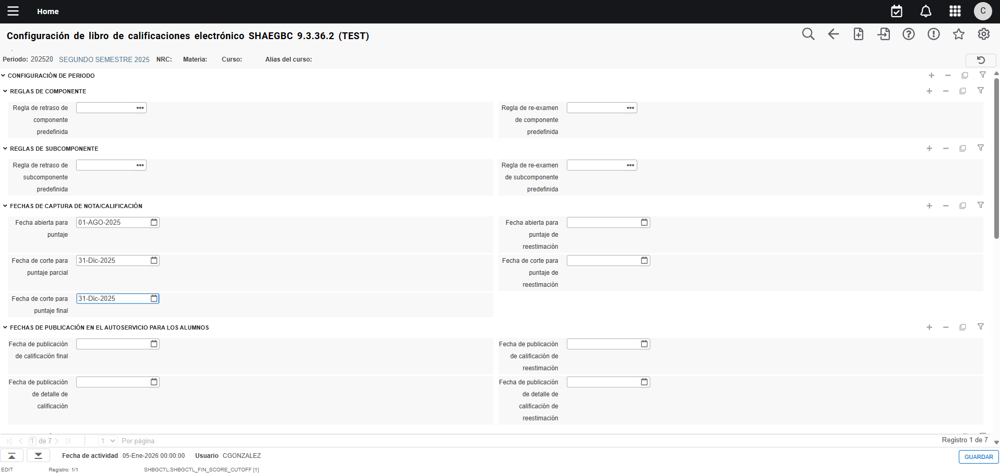 Home
C
Configuración de libro de calificaciones electrónico SHAEGBC 9.3.36.2 (TEST)
Periodo: 202520 SEGUNDO SEMESTRE 2025 NRC: Materia: Curso: Alias del curso:
CONFIGURACIÓN DE PERIODO
REGLAS DE COMPONENTE
Regla de retraso de componente predefinida
Regla de re-examen de componente predefinida
REGLAS DE SUBCOMPONENTE
Regla de retraso de subcomponente predefinida
Regla de re-examen de subcomponente predefinida
FECHAS DE CAPTURA DE NOTA/CALIFICACIÓN
Fecha abierta para puntaje 01-AGO-2025
Fecha abierta para puntaje de reestimación
Fecha de corte para puntaje parcial 31-Dic-2025
Fecha de corte para puntaje de reestimación
Fecha de corte para puntaje final 31-Dic-2025
FECHAS DE PUBLICACIÓN EN EL AUTOSERVICIO PARA LOS ALUMNOS
Fecha de publicación de calificación final
Fecha de publicación de calificación de reestimación
Fecha de publicación de detalle de calificación
Fecha de publicación de detalle de calificación de reestimación
1 de 7 1 Por página Registro 1 de 7
Fecha de actividad 05-Ene-2026 00:00:00 Usuario CGONZALEZ GUARDAR
EDIT Registro: 1/1 SHBGCTL.SHBGCTL_FIN_SCORE_CUTOFF [1]